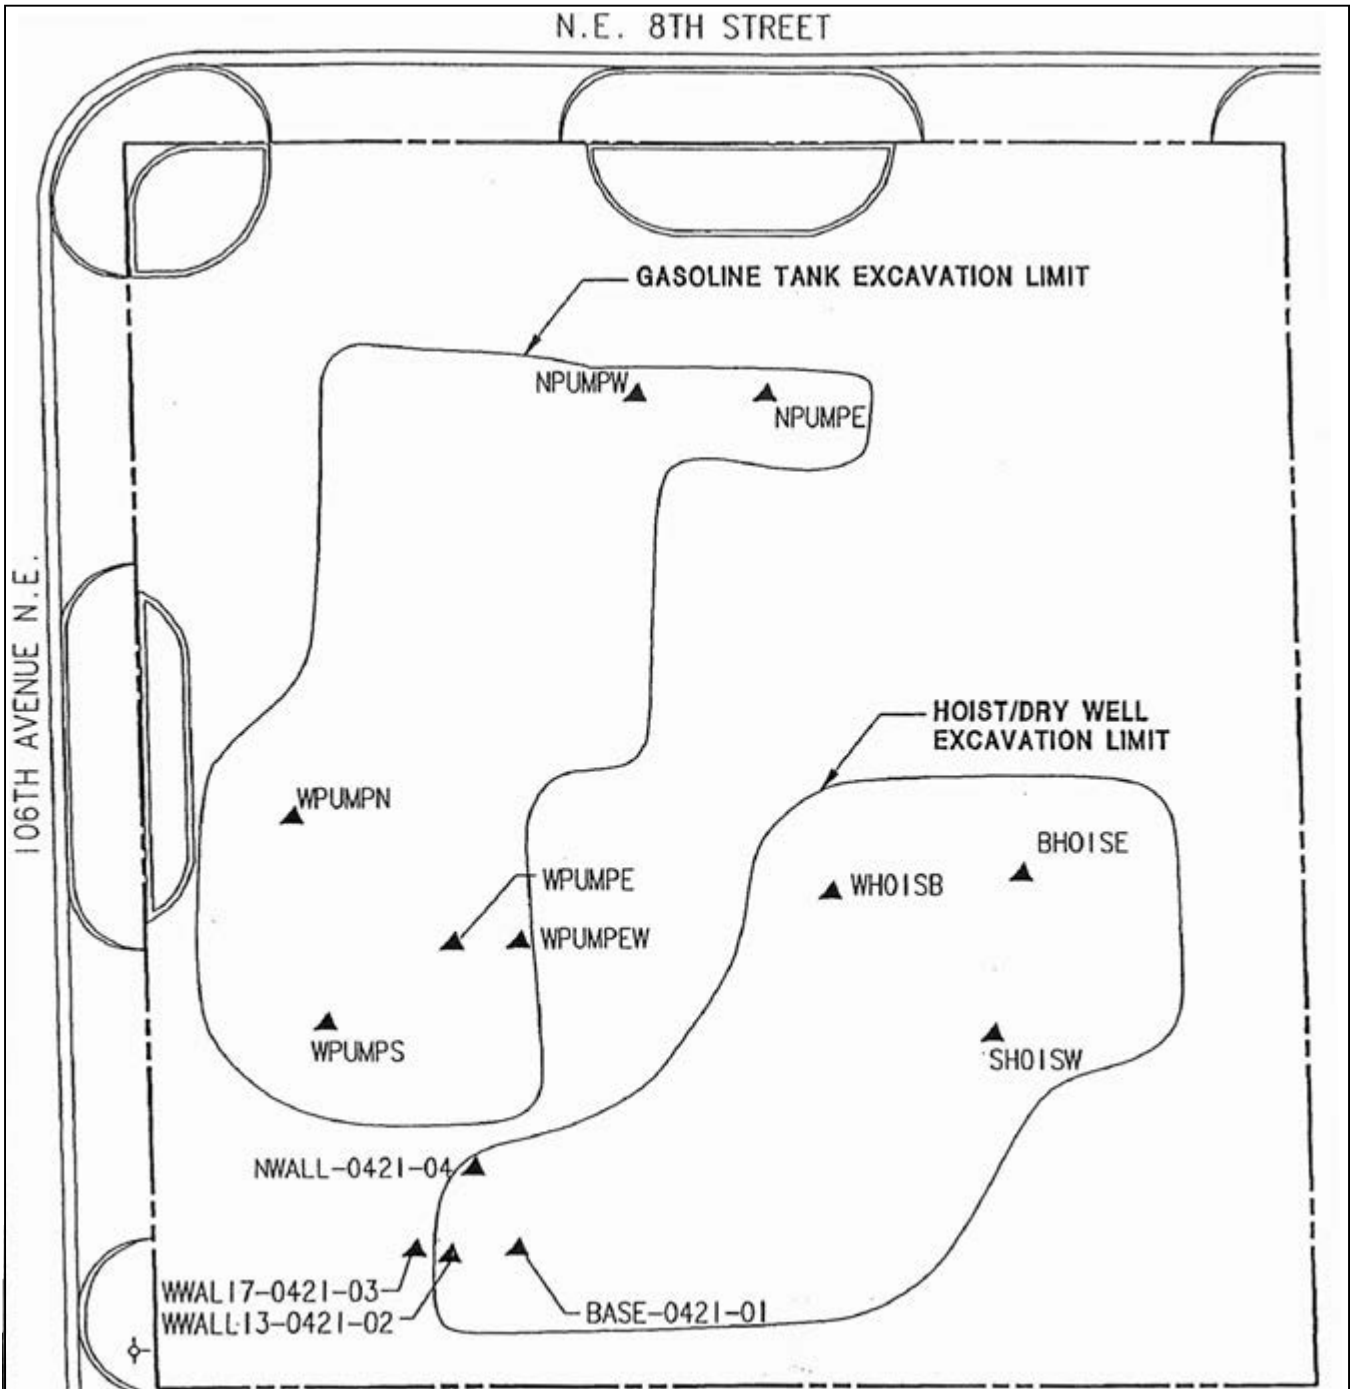 N.E. 8TH STREET
GASOLINE TANK EXCAVATION LIMIT
NPUMPW
NPUMPE
106TH AVENUE N.E.
HOIST/DRY WELL
EXCAVATION LIMIT
WPUMPN
BHOISE
WPUMPE
WHOISB
WPUMPEW
WPUMPS
SHOISW
NWALL-0421-04
WWAL17-0421-03
WWALL13-0421-02
BASE-0421-01